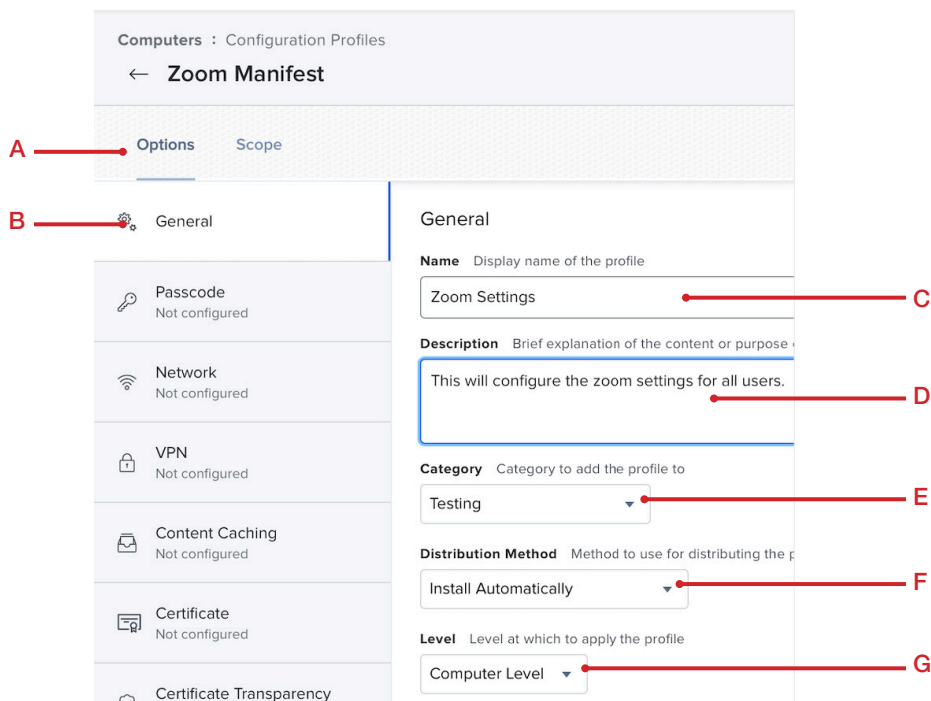 Computers : Configuration Profiles
← Zoom Manifest
A
Options Scope
B
General
Passcode
Not configured
Network
Not configured
VPN
Not configured
Content Caching
Not configured
Certificate
Not configured
Certificate Transparency
General
Name Display name of the profile
Zoom Settings
C
Description Brief explanation of the content or purpose
This will configure the zoom settings for all users.
D
Category Category to add the profile to
Testing
E
Distribution Method Method to use for distributing the
Install Automatically
F
Level Level at which to apply the profile
Computer Level
G